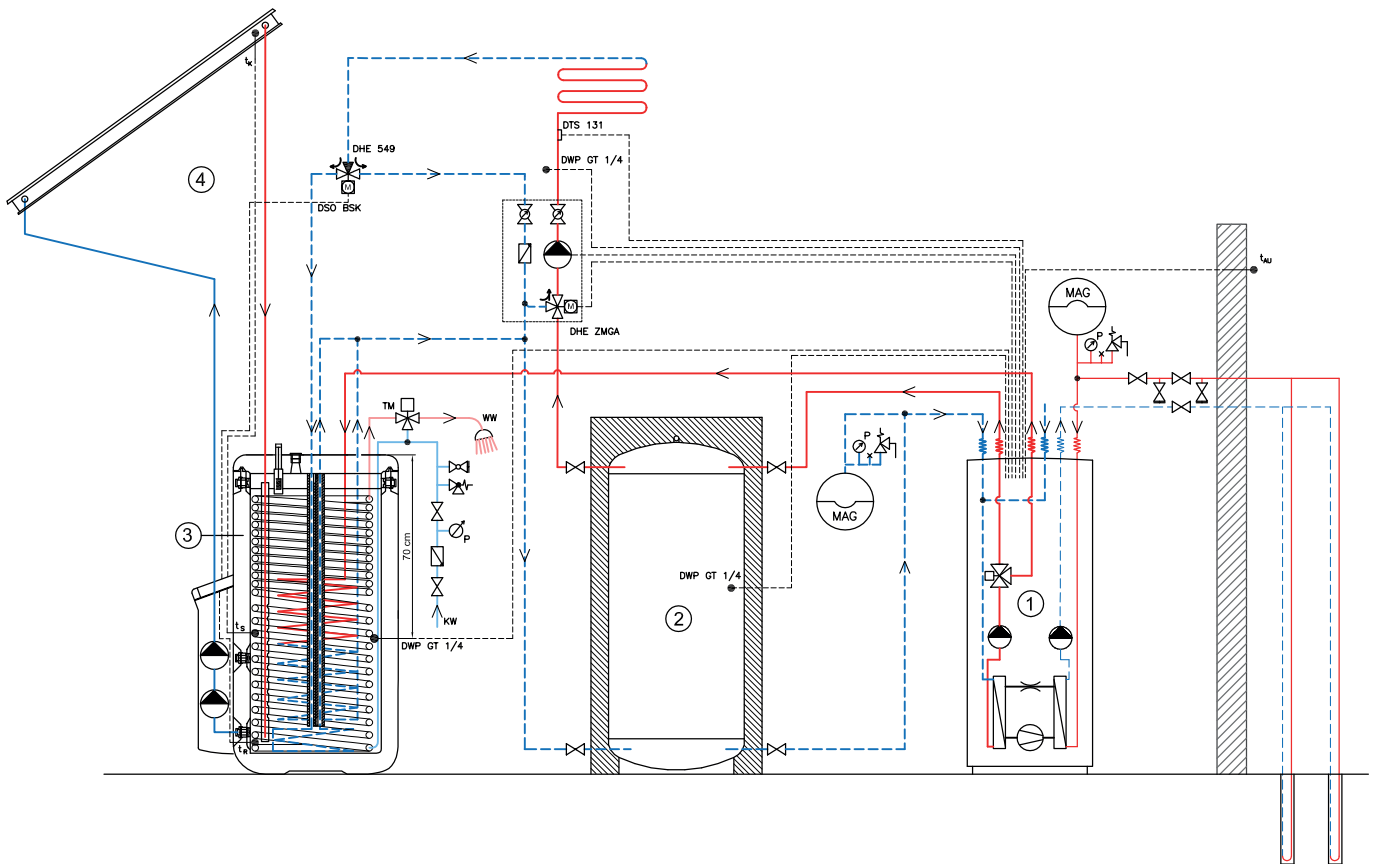 tK
4
DHE 549
M
DSO BSK
DTS 131
DWP GT 1/4
M
DHE ZMGA
tAU
MAG
P
TM
WW
P
MAG
3
70 cm
P
KW
DWP GT 1/4
DWP GT 1/4
2
1
tS
tR